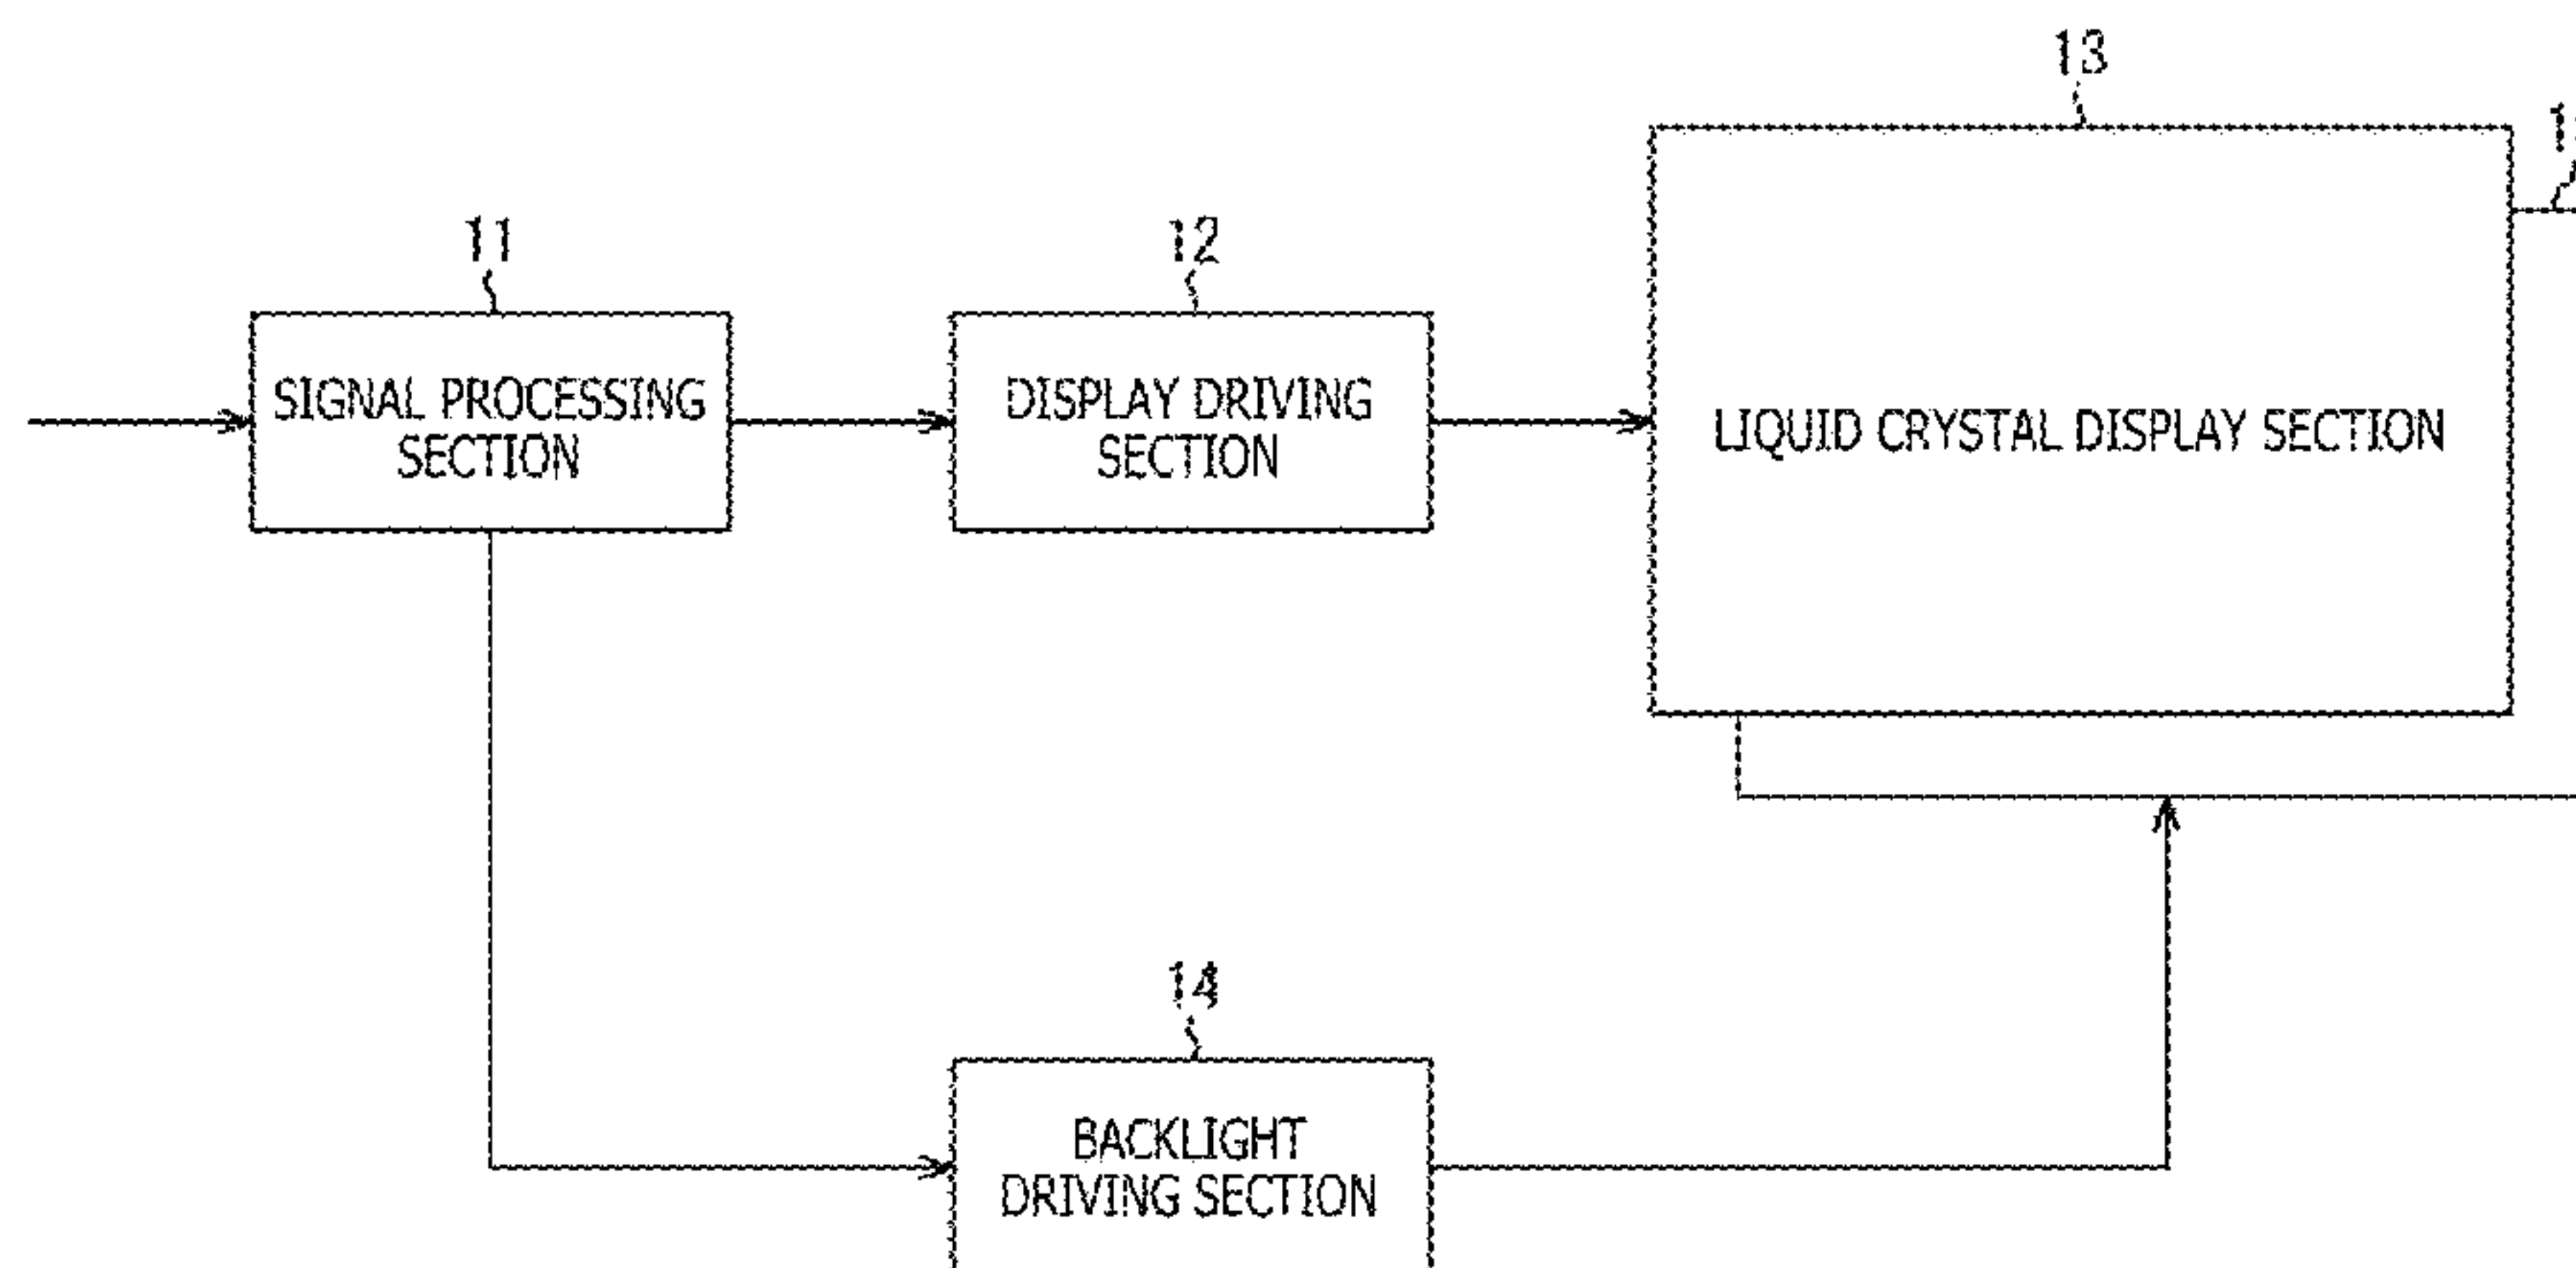 13
11
12
SIGNAL PROCESSING
SECTION
DISPLAY DRIVING
SECTION
LIQUID CRYSTAL DISPLAY SECTION
14
BACKLIGHT
DRIVING SECTION